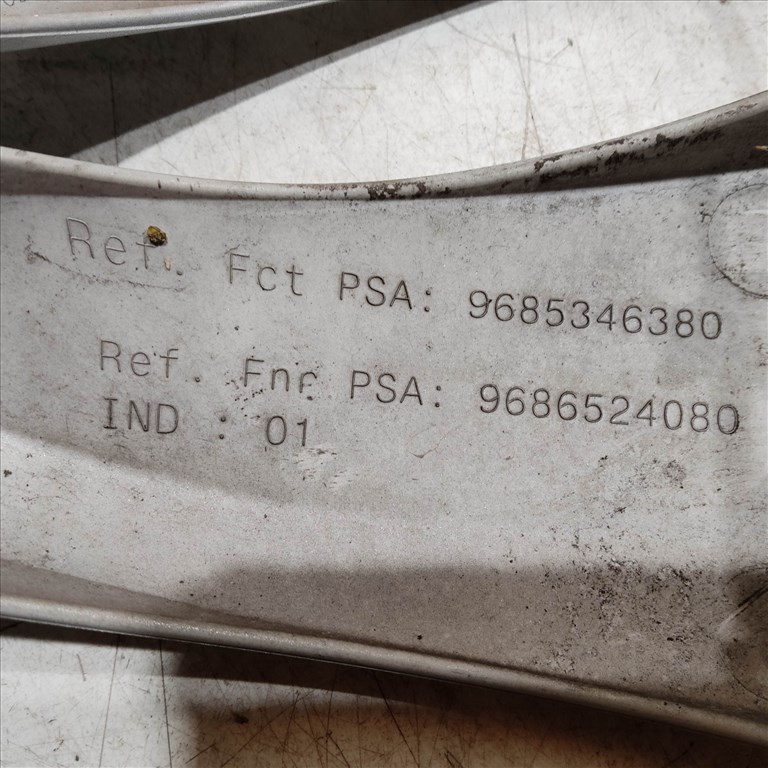 Ref. Fct PSA: 9685346380
Ref. Fnr PSA: 9686524080
IND : 01